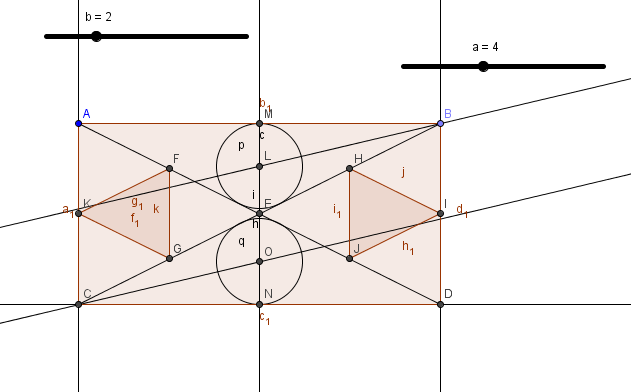 b = 2
a = 4
b₁
A
M
B
c
p
F
L
H
j
i
K
g₁
a₁
k
f₁
E
i₁
I
d₁
h
q
h₁
G
O
J
C
N
D
c₁